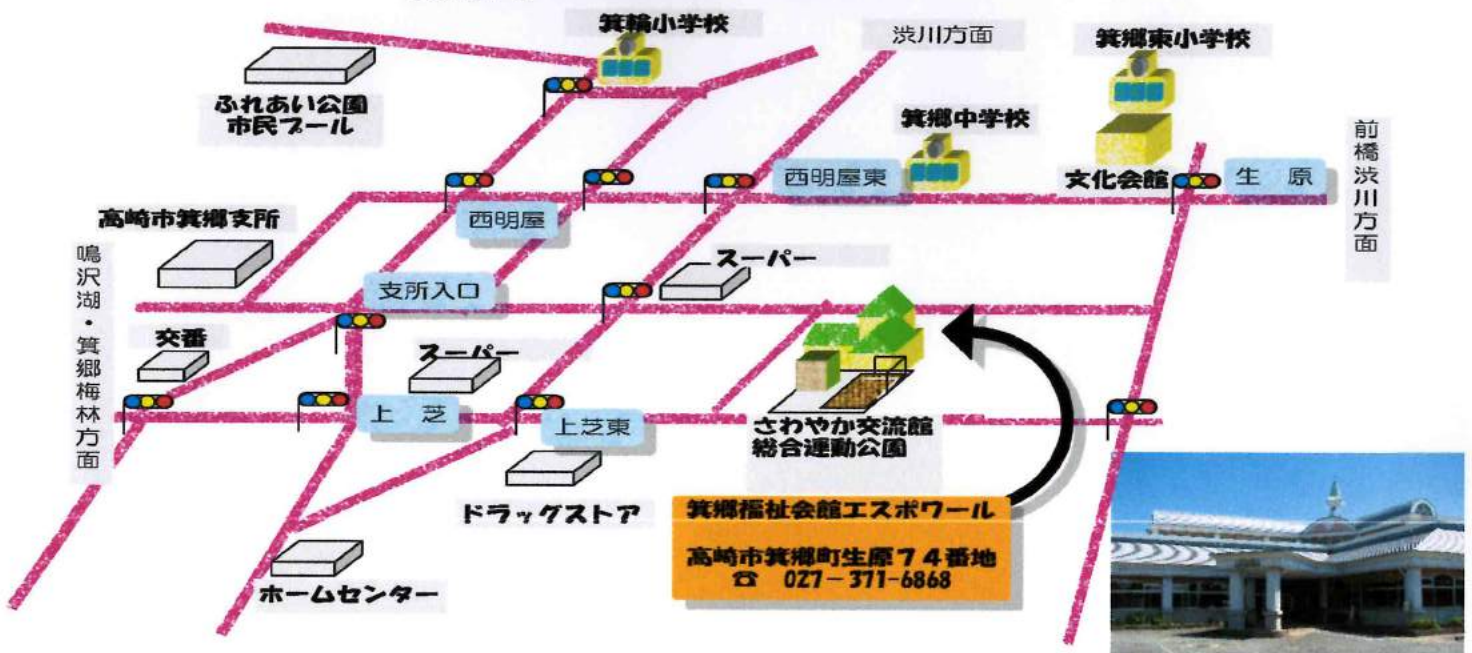 箕輪小学校
渋川方面
箕郷東小学校
ふれあい公園
市民プール
箕郷中学校
前橋渋川方面
西明屋東
文化会館
生 原
高崎市箕郷支所
西明屋
鳴沢湖・箕郷梅林方面
スーパー
支所入口
交番
スーパー
上 芝
上芝東
さわやか交流館
総合運動公園
ドラッグストア
箕郷福祉会館エスポワール
高崎市箕郷町生原74番地
☎ 027-371-6868
ホームセンター